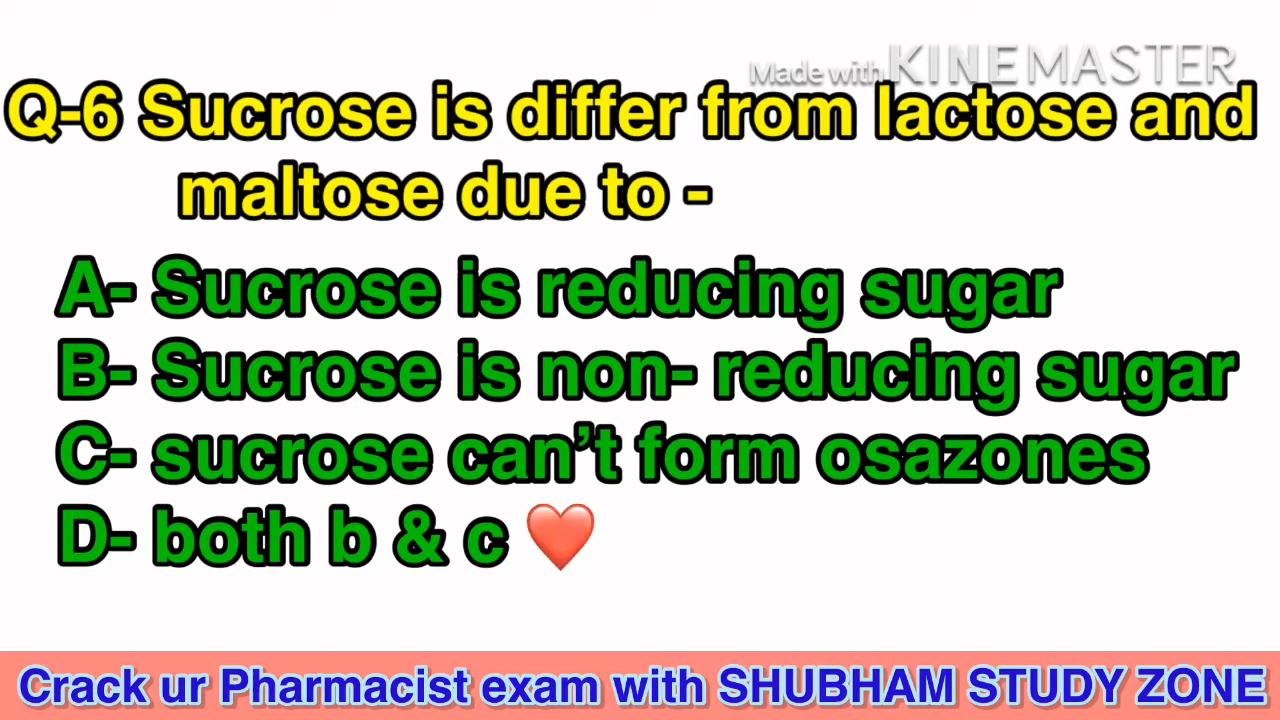 Made with KINEMASTER
Q-6 Sucrose is differ from lactose and
maltose due to -
A- Sucrose is reducing sugar
B- Sucrose is non- reducing sugar
C- sucrose can’t form osazones
D- both b & c ❤️
Crack ur Pharmacist exam with SHUBHAM STUDY ZONE